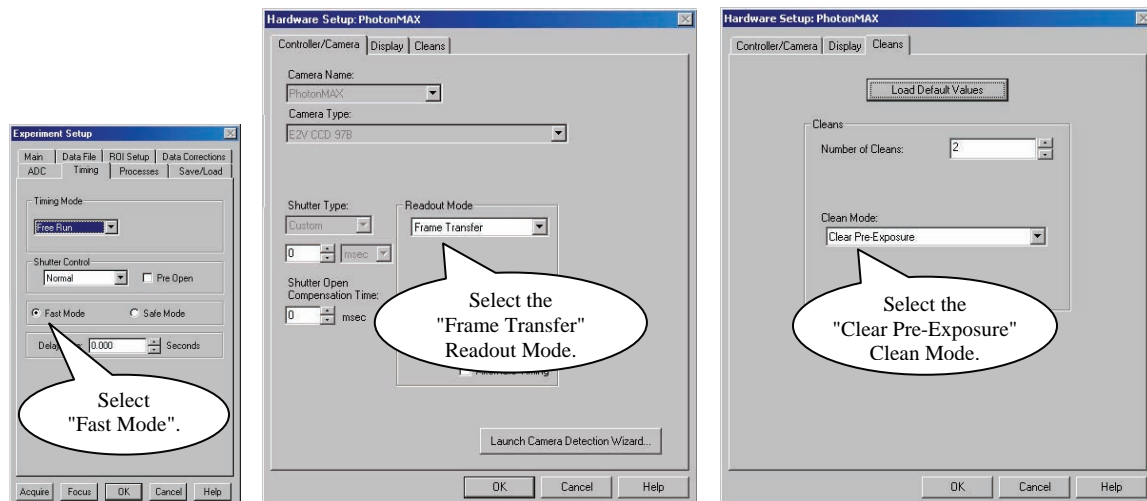 Experiment Setup
Main Data File ROI Setup Data Corrections
ADC Timing Processes Save/Load
Timing Mode
Free Run
Shutter Control
Normal Pre Open
Fast Mode Safe Mode
0.000 Seconds
Select
"Fast Mode".
Acquire Focus OK Cancel Help
Hardware Setup: PhotonMAX
Controller/Camera Display Cleans
Camera Name:
PhotonMAX
Camera Type:
E2V CCD 97B
Shutter Type:
Custom
0 msec
Readout Mode
Frame Transfer
Shutter Open
Compensation Time:
0 msec
Select the
"Frame Transfer"
Readout Mode.
Launch Camera Detection Wizard...
OK Cancel Help
Hardware Setup: PhotonMAX
Controller/Camera Display Cleans
Load Default Values
Cleans
Number of Cleans: 2
Clean Mode:
Clear Pre-Exposure
Select the
"Clear Pre-Exposure"
Clean Mode.
OK Cancel Help